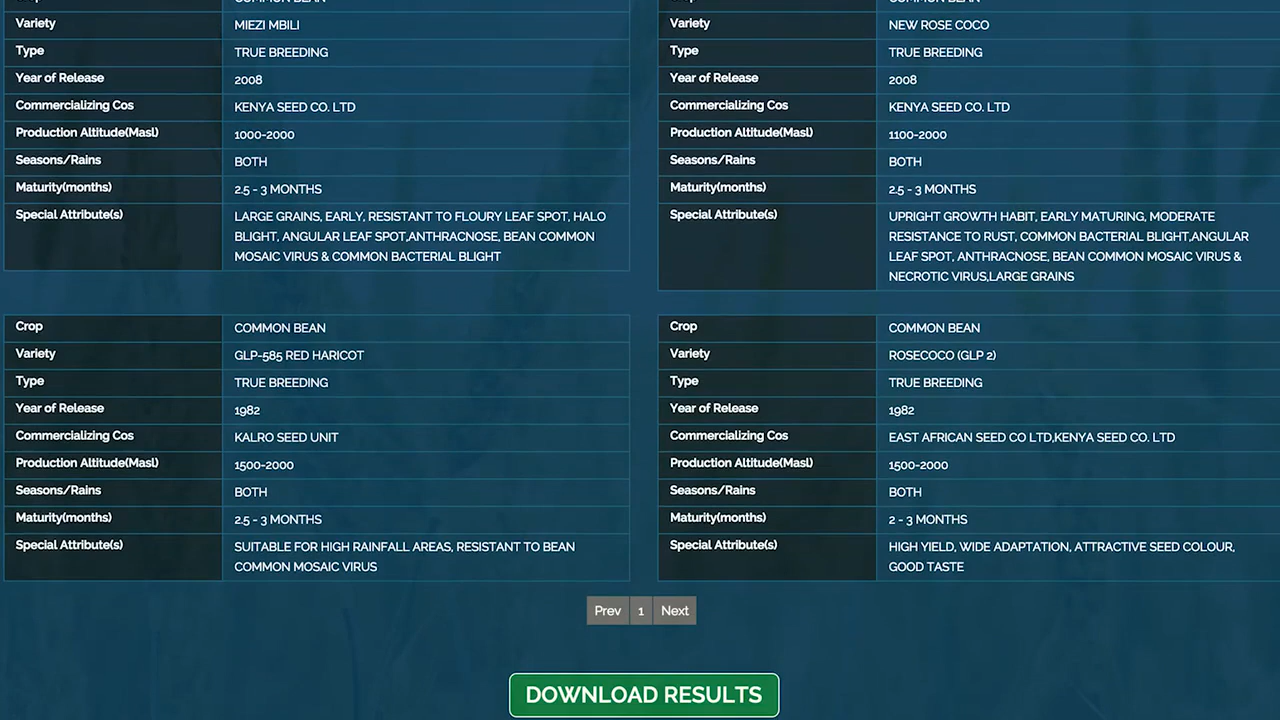 Variety MIEZI MBILI
Type TRUE BREEDING
Year of Release 2008
Commercializing Cos KENYA SEED CO. LTD
Production Altitude(Masl) 1000-2000
Seasons/Rains BOTH
Maturity(months) 2.5 - 3 MONTHS
Special Attribute(s) LARGE GRAINS, EARLY, RESISTANT TO FLOURY LEAF SPOT, HALO
BLIGHT, ANGULAR LEAF SPOT,ANTHRACNOSE, BEAN COMMON
MOSAIC VIRUS & COMMON BACTERIAL BLIGHT
Variety NEW ROSE COCO
Type TRUE BREEDING
Year of Release 2008
Commercializing Cos KENYA SEED CO. LTD
Production Altitude(Masl) 1100-2000
Seasons/Rains BOTH
Maturity(months) 2.5 - 3 MONTHS
Special Attribute(s) UPRIGHT GROWTH HABIT, EARLY MATURING, MODERATE
RESISTANCE TO RUST, COMMON BACTERIAL BLIGHT,ANGULAR
LEAF SPOT, ANTHRACNOSE, BEAN COMMON MOSAIC VIRUS &
NECROTIC VIRUS,LARGE GRAINS
Crop COMMON BEAN
Variety GLP-585 RED HARICOT
Type TRUE BREEDING
Year of Release 1982
Commercializing Cos KALRO SEED UNIT
Production Altitude(Masl) 1500-2000
Seasons/Rains BOTH
Maturity(months) 2.5 - 3 MONTHS
Special Attribute(s) SUITABLE FOR HIGH RAINFALL AREAS, RESISTANT TO BEAN
COMMON MOSAIC VIRUS
Crop COMMON BEAN
Variety ROSECOCO (GLP 2)
Type TRUE BREEDING
Year of Release 1982
Commercializing Cos EAST AFRICAN SEED CO LTD,KENYA SEED CO. LTD
Production Altitude(Masl) 1500-2000
Seasons/Rains BOTH
Maturity(months) 2 - 3 MONTHS
Special Attribute(s) HIGH YIELD, WIDE ADAPTATION, ATTRACTIVE SEED COLOUR,
GOOD TASTE
Prev 1 Next
DOWNLOAD RESULTS